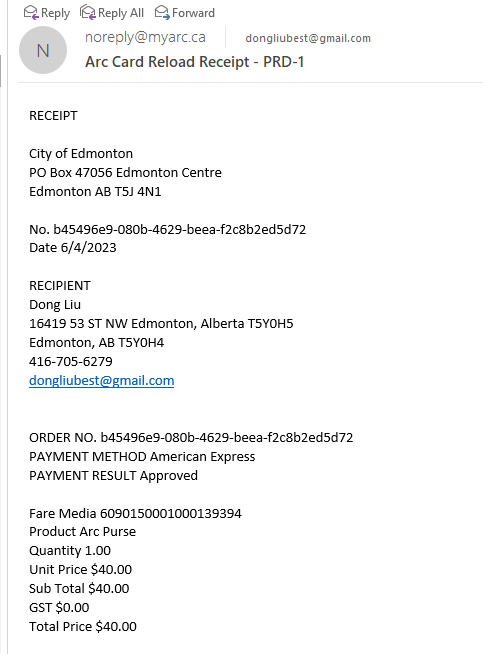 Reply Reply All Forward
N
noreply@myarc.ca dongliubest@gmail.com
Arc Card Reload Receipt - PRD-1
RECEIPT
City of Edmonton
PO Box 47056 Edmonton Centre
Edmonton AB T5J 4N1
No. b45496e9-080b-4629-beea-f2c8b2ed5d72
Date 6/4/2023
RECIPIENT
Dong Liu
16419 53 ST NW Edmonton, Alberta T5Y0H5
Edmonton, AB T5Y0H4
416-705-6279
dongliubest@gmail.com
ORDER NO. b45496e9-080b-4629-beea-f2c8b2ed5d72
PAYMENT METHOD American Express
PAYMENT RESULT Approved
Fare Media 6090150001000139394
Product Arc Purse
Quantity 1.00
Unit Price $40.00
Sub Total $40.00
GST $0.00
Total Price $40.00